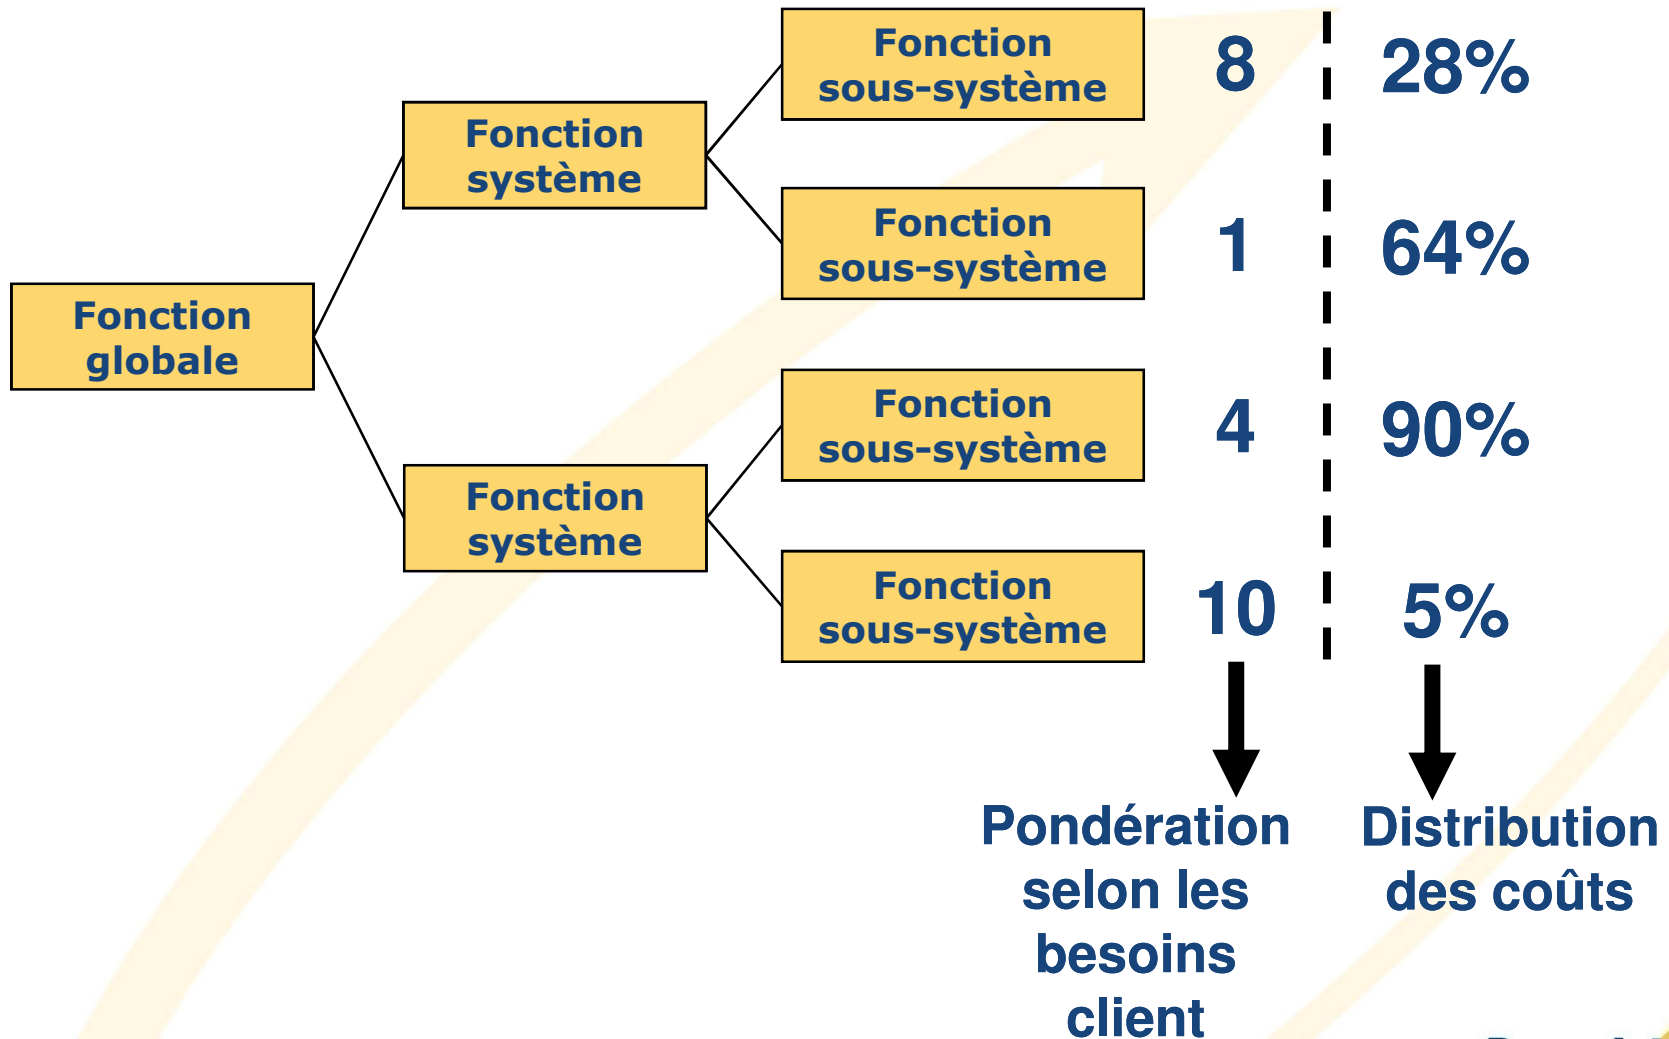 Fonction
sous-système
8
28%
Fonction
système
Fonction
sous-système
1
64%
Fonction
globale
Fonction
sous-système
4
90%
Fonction
système
Fonction
sous-système
10
5%
Pondération
selon les
besoins
client
Distribution
des coûts